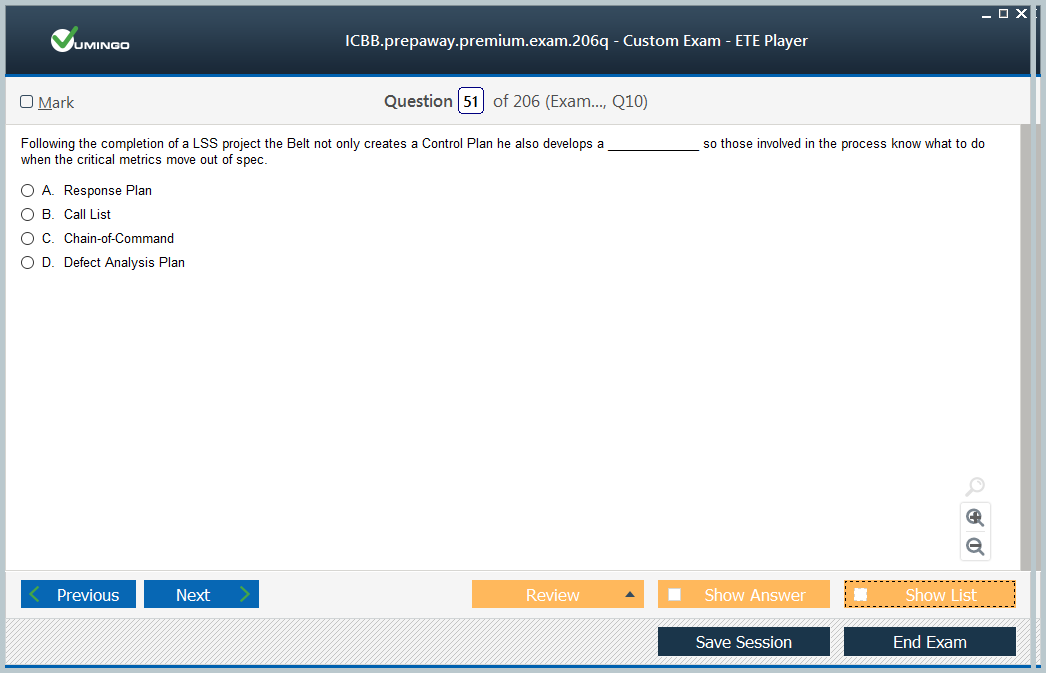 VUMINGO
ICBB.prepaway.premium.exam.206q - Custom Exam - ETE Player
Mark
Question 51 of 206 (Exam..., Q10)
Following the completion of a LSS project the Belt not only creates a Control Plan he also develops a _____________ so those involved in the process know what to do
when the critical metrics move out of spec.
A. Response Plan
B. Call List
C. Chain-of-Command
D. Defect Analysis Plan
Previous Next Review Show Answer Show List
Save Session End Exam